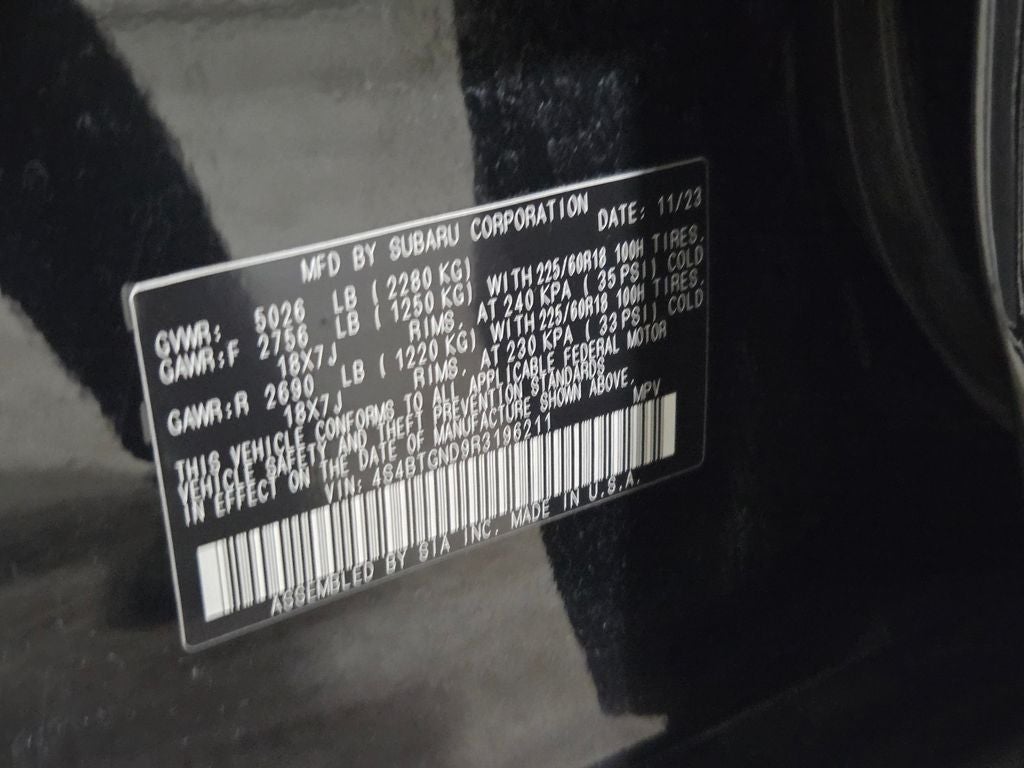 MFD BY SUBARU CORPORATION
DATE: 11/23
GVWR: 5026 LB ( 2280 KG)
GAWR:F 2756 LB ( 1250 KG) WITH 225/60R18 100H TIRES,
18X7J RIMS, AT 240 KPA ( 35 PSI) COLD
GAWR:R 2690 LB ( 1220 KG) WITH 225/60R18 100H TIRES,
18X7J RIMS, AT 230 KPA ( 33 PSI) COLD
THIS VEHICLE CONFORMS TO ALL APPLICABLE FEDERAL MOTOR
VEHICLE SAFETY AND THEFT PREVENTION STANDARDS
IN EFFECT ON THE DATE OF MANUFACTURE SHOWN ABOVE.
VIN: 4S4BTGND9R3196211 MPV
ASSEMBLED BY SIA INC, MADE IN U.S.A.